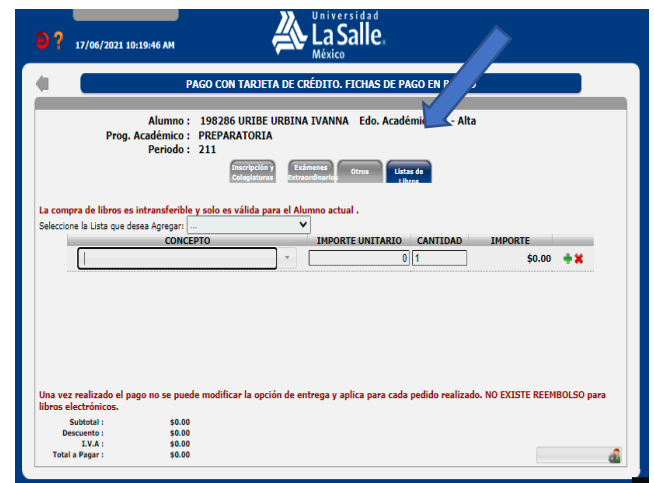 Universidad
La Salle.
México
? 17/06/2021 10:19:46 AM
PAGO CON TARJETA DE CRÉDITO. FICHAS DE PAGO EN
Alumno : 198286 URIBE URBINA IVANNA Edo. Académico - Alta
Prog. Académico : PREPARATORIA
Periodo : 211
Inscripción y Colegiaturas
Exámenes Extraordinarios
Otros
Listas de Libros
La compra de libros es intransferible y solo es válida para el Alumno actual .
Seleccione la Lista que desea Agregar: ...
CONCEPTO IMPORTE UNITARIO CANTIDAD IMPORTE
0 1 $0.00
Una vez realizado el pago no se puede modificar la opción de entrega y aplica para cada pedido realizado. NO EXISTE REEMBOLSO para
libros electrónicos.
Subtotal : $0.00
Descuento : $0.00
I.V.A : $0.00
Total a Pagar : $0.00